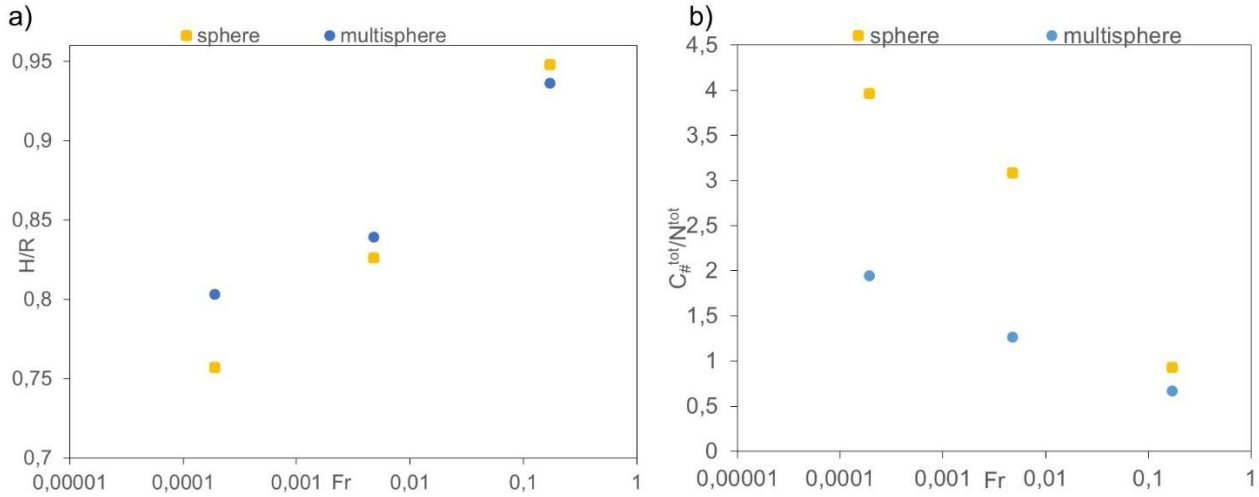 a)
sphere multisphere
0,95
0,9
0,85
H/R
0,8
0,75
0,7
0,00001 0,0001 0,001 Fr 0,01 0,1 1
b)
sphere multisphere
4,5
4
3,5
3
2,5
C#^tot/N^tot
2
1,5
1
0,5
0
0,00001 0,0001 0,001 Fr 0,01 0,1 1